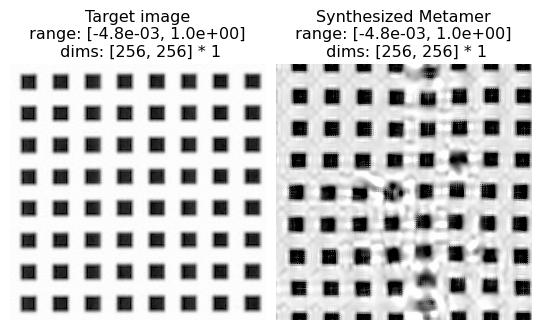 Target image
range: [-4.8e-03, 1.0e+00]
dims: [256, 256] * 1
Synthesized Metamer
range: [-4.8e-03, 1.0e+00]
dims: [256, 256] * 1